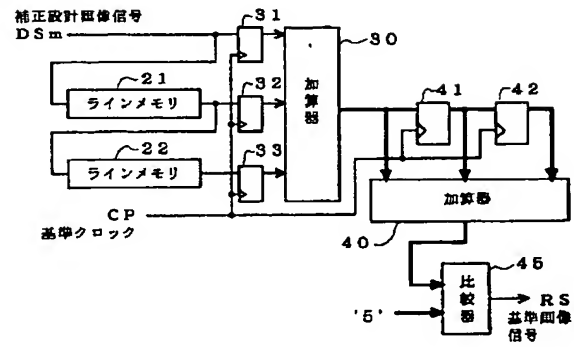 補正設計画像信号
DSm
31
30
21
ラインメモリ
32
加算器
41
42
22
ラインメモリ
33
CP
基準クロック
加算器
40
45
比較器
'5'
RS
基準画像
信号